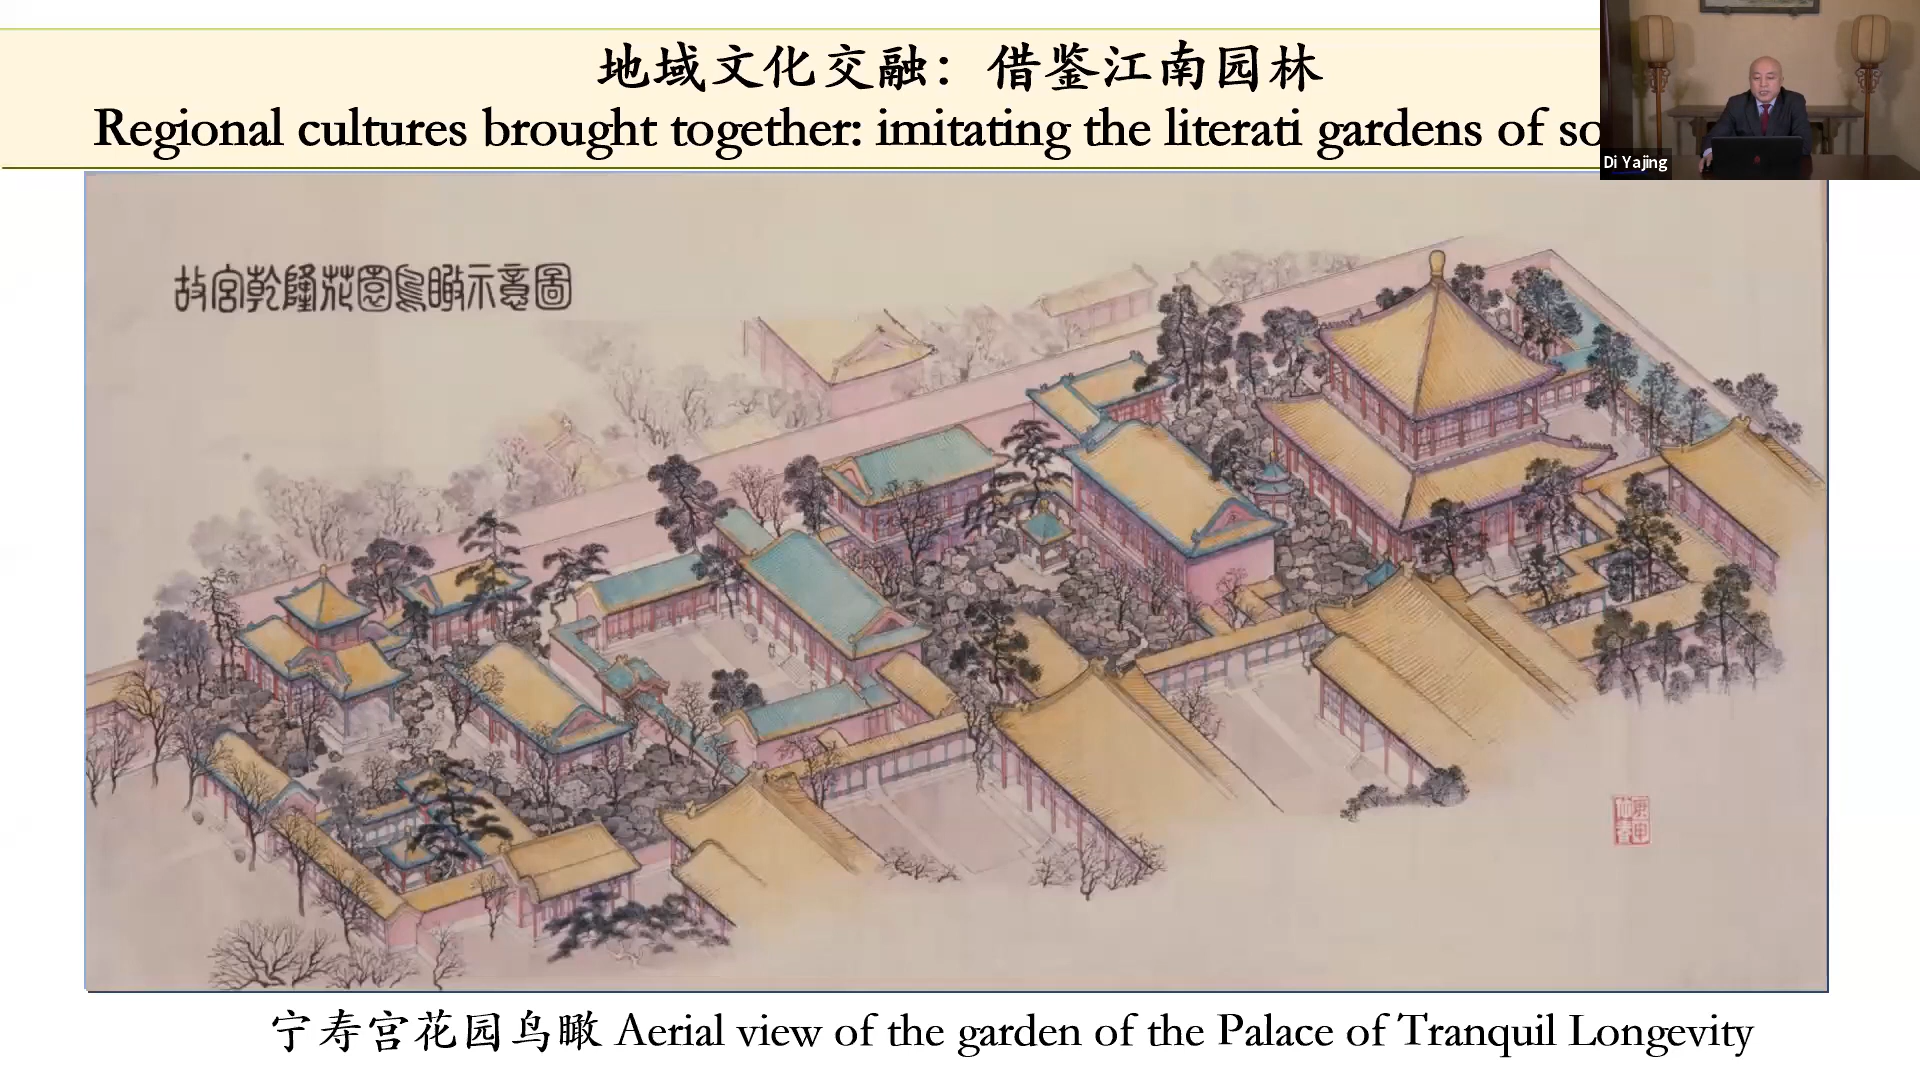 地域文化交融：借鉴江南园林
Regional cultures brought together: imitating the literati gardens of so
Di Yajing
故宫乾隆花園鸟瞰示意圖
宁寿宫花园鸟瞰 Aerial view of the garden of the Palace of Tranquil Longevity